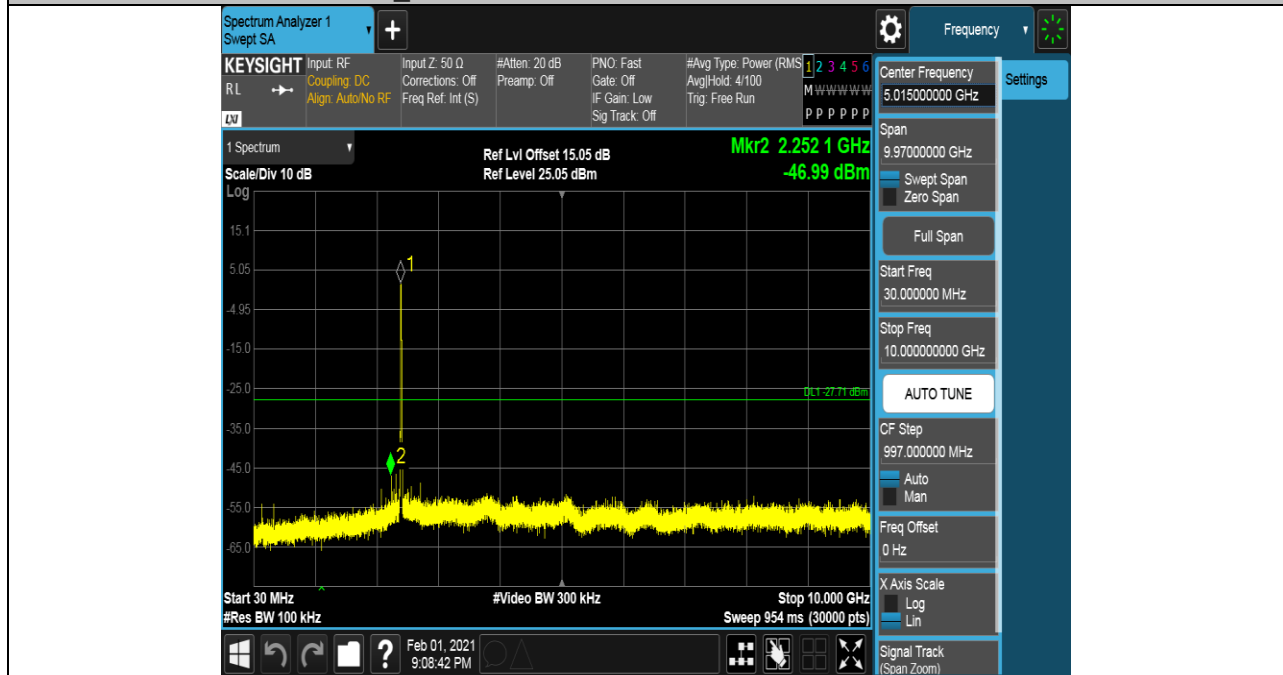 Spectrum Analyzer 1
Swept SA
+
Frequency
KEYSIGHT
RL
LXI
Input: RF
Coupling: DC
Align: Auto/No RF
Input Z: 50 Ω
Corrections: Off
Freq Ref: Int (S)
#Atten: 20 dB
Preamp: Off
PNO: Fast
Gate: Off
IF Gain: Low
Sig Track: Off
#Avg Type: Power (RMS
Avg|Hold: 4/100
Trig: Free Run
1 2 3 4 5 6
M W W W W W
P P P P P P
1 Spectrum
Scale/Div 10 dB
Log
Ref Lvl Offset 15.05 dB
Ref Level 25.05 dBm
Mkr2 2.252 1 GHz
-46.99 dBm
15.1
5.05
-4.95
-15.0
-25.0
-35.0
-45.0
-55.0
-65.0
1
2
DL1 -27.71 dBm
Start 30 MHz
#Res BW 100 kHz
#Video BW 300 kHz
Stop 10.000 GHz
Sweep 954 ms (30000 pts)
?
Feb 01, 2021
9:08:42 PM
Center Frequency
5.015000000 GHz
Span
9.97000000 GHz
Swept Span
Zero Span
Full Span
Start Freq
30.000000 MHz
Stop Freq
10.000000000 GHz
AUTO TUNE
CF Step
997.000000 MHz
Auto
Man
Freq Offset
0 Hz
X Axis Scale
Log
Lin
Signal Track
(Span Zoom)
Settings